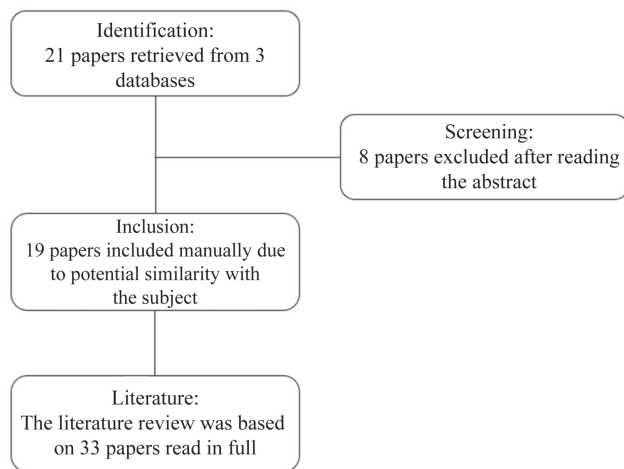 Identification:
21 papers retrieved from 3
databases
Screening:
8 papers excluded after reading
the abstract
Inclusion:
19 papers included manually due
to potential similarity with
the subject
Literature:
The literature review was based
on 33 papers read in full